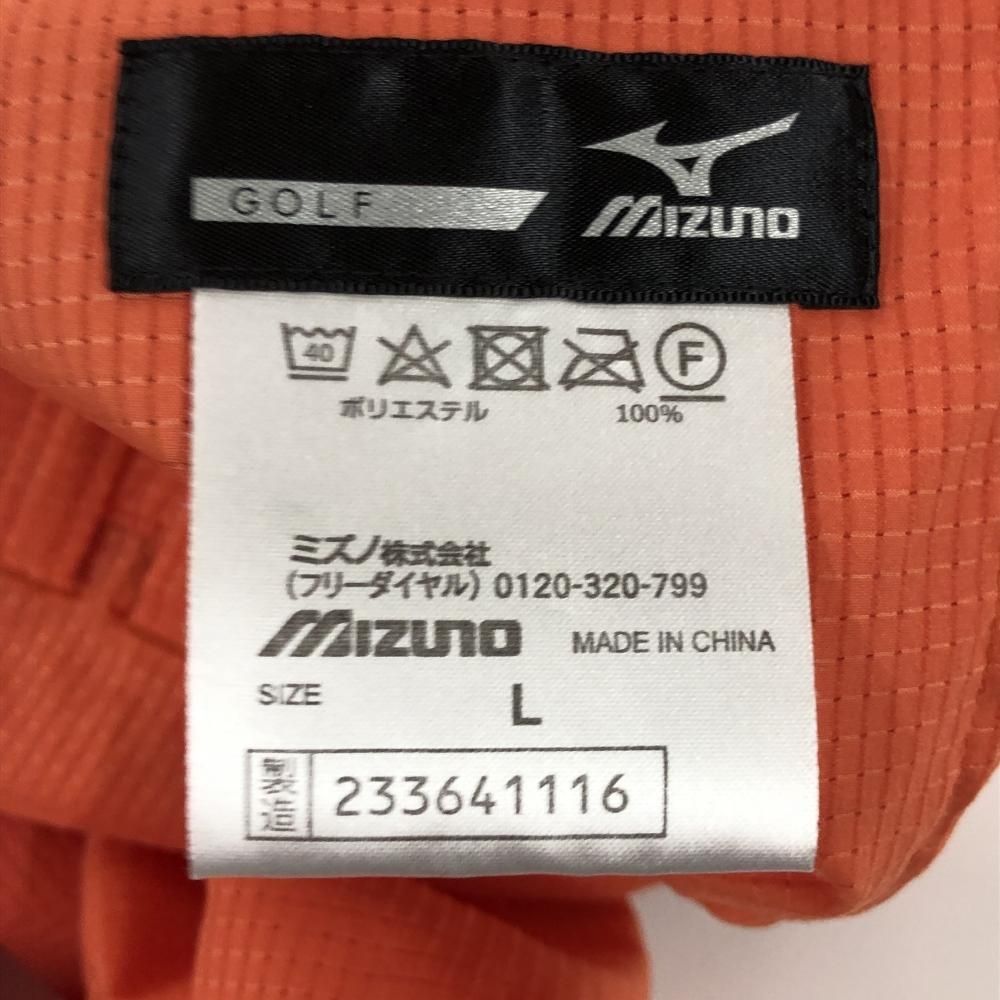 GOLF
MIZUNO
40 F
ポリエステル 100%
ミズノ株式会社
(フリーダイヤル) 0120-320-799
MIZUNO MADE IN CHINA
SIZE L
製造 233641116